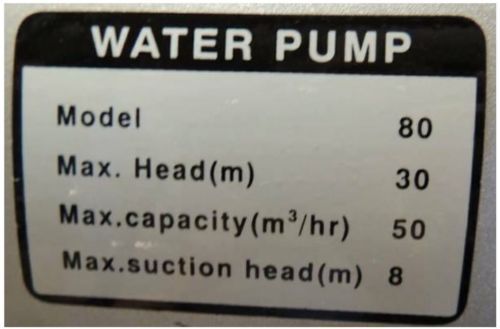 WATER PUMP
Model 80
Max. Head(m) 30
Max.capacity(m³/hr) 50
Max.suction head(m) 8